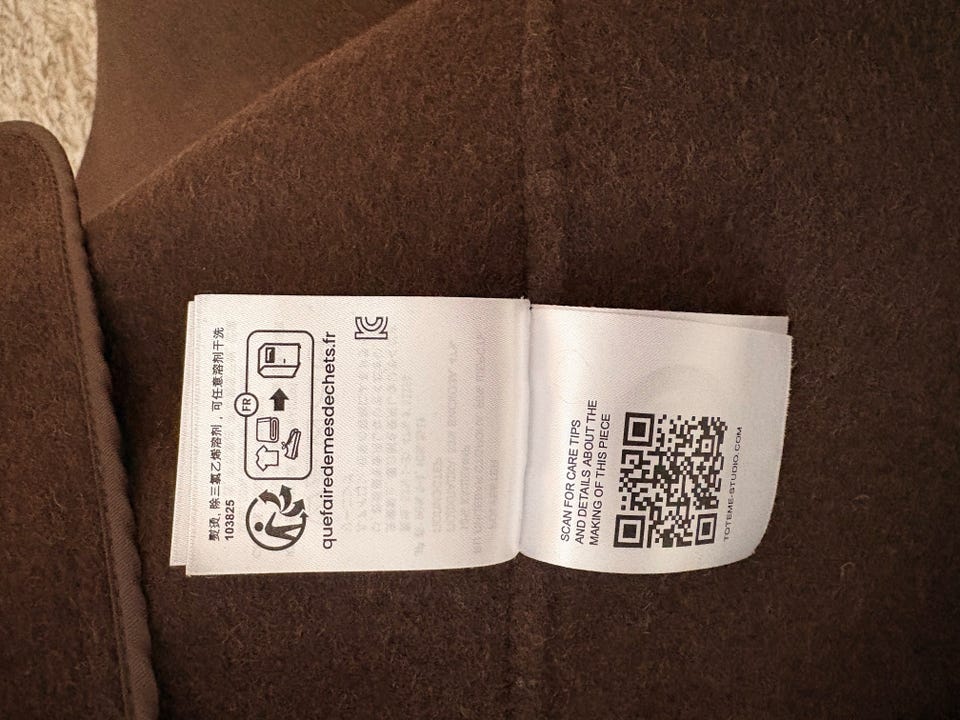 熨烫, 除三氯乙烯溶剂，可任意溶剂干洗
103825
FR
quefairedemesdechets.fr
SCAN FOR CARE TIPS
AND DETAILS ABOUT THE
MAKING OF THIS PIECE
TOTEME-STUDIO.COM